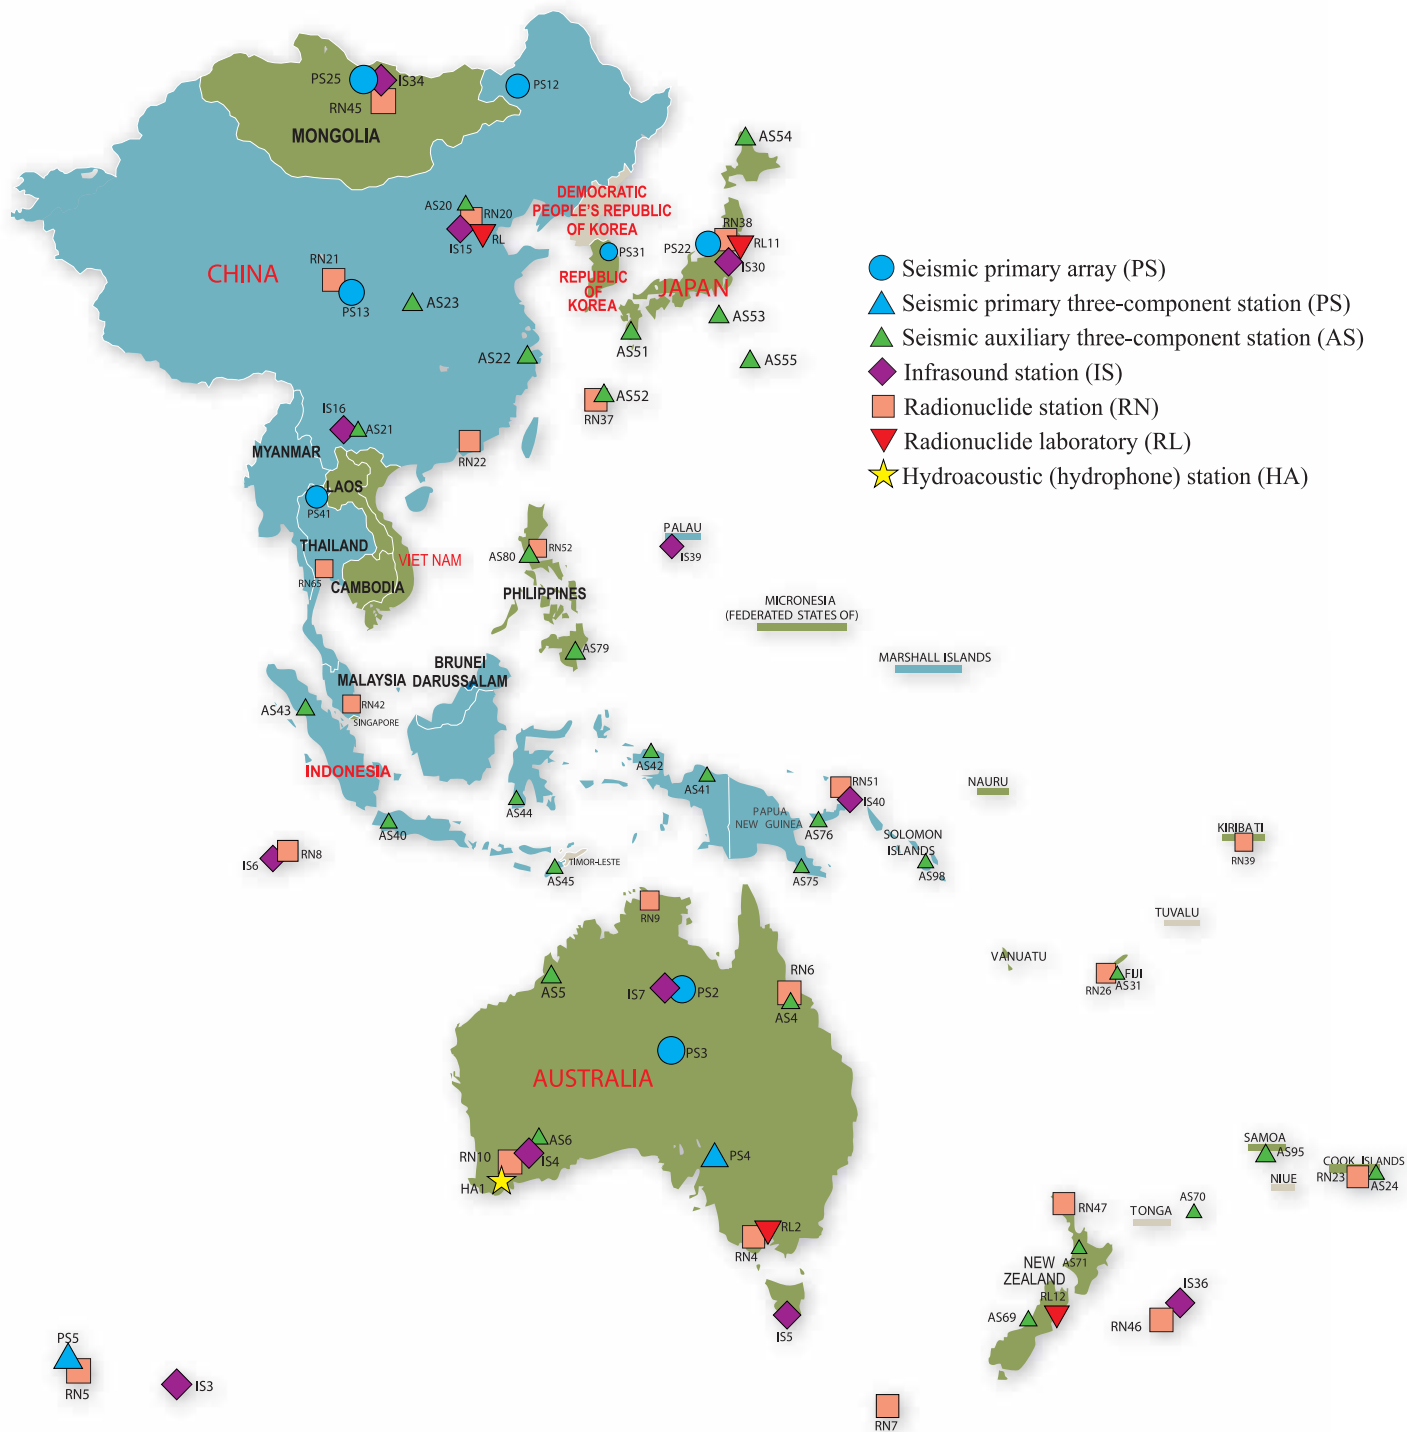 PS25
IS34
PS12
RN45
MONGOLIA
AS54
AS20
RN20
DEMOCRATIC
PEOPLE'S REPUBLIC
OF KOREA
RN38
IS15
RL
PS31
PS22
RL11
IS30
RN21
CHINA
PS13
AS23
REPUBLIC
OF
KOREA
JAPAN
AS53
AS51
AS22
AS55
Seismic primary array (PS)
Seismic primary three-component station (PS)
Seismic auxiliary three-component station (AS)
Infrasound station (IS)
Radionuclide station (RN)
Radionuclide laboratory (RL)
Hydroacoustic (hydrophone) station (HA)
AS52
RN37
IS16
AS21
RN22
MYANMAR
LAOS
PS41
THAILAND
VIET NAM
RN65
CAMBODIA
AS80
RN52
PHILIPPINES
PALAU
IS39
MICRONESIA
(FEDERATED STATES OF)
AS79
MARSHALL ISLANDS
BRUNEI
DARUSSALAM
MALAYSIA
RN42
SINGAPORE
AS43
INDONESIA
AS42
AS41
AS44
AS40
RN51
IS40
PAPUA
NEW GUINEA
AS76
NAURU
SOLOMON
ISLANDS
AS98
KIRIBATI
RN39
IS6
RN8
TIMOR-LESTE
AS45
AS75
RN9
TUVALU
VANUATU
FIJI
RN26
AS31
AS5
IS7
PS2
RN6
AS4
PS3
AUSTRALIA
AS6
RN10
IS4
HA1
PS4
SAMOA
AS95
NIUE
COOK ISLANDS
RN23
AS24
RL2
RN4
RN47
TONGA
AS70
AS71
NEW
ZEALAND
RL12
AS69
IS36
RN46
IS5
PS5
RN5
IS3
RN7